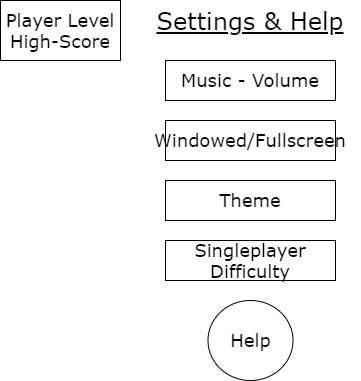 Player Level
High-Score
Settings & Help
Music - Volume
Windowed/Fullscreen
Theme
Singleplayer
Difficulty
Help